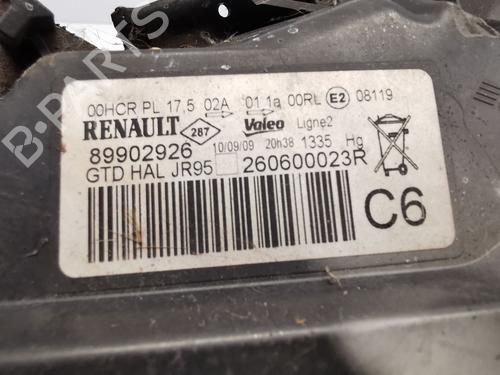 00HCR PL 17,5 02A 01 1a 00RL E2 08119
RENAULT 287 Valeo Ligne2
89902926 10/09/09 20h38 1335 Hg
GTD HAL JR95 260600023R
C6
B-PARTS